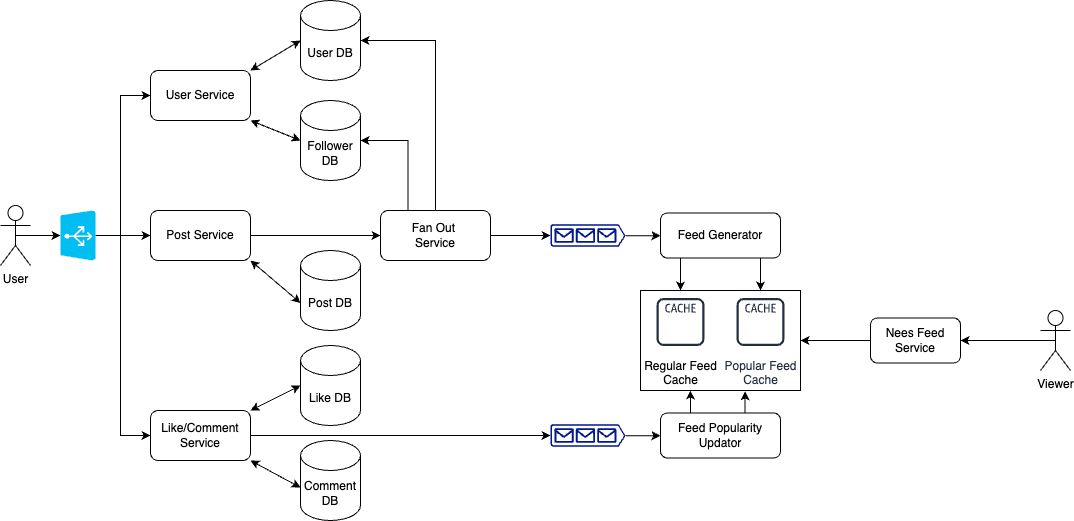 User DB
User Service
Follower
DB
User
Post Service
Fan Out
Service
Feed Generator
Post DB
CACHE
CACHE
Regular Feed
Cache
Popular Feed
Cache
Nees Feed
Service
Viewer
Like DB
Like/Comment
Service
Feed Popularity
Updator
Comment
DB